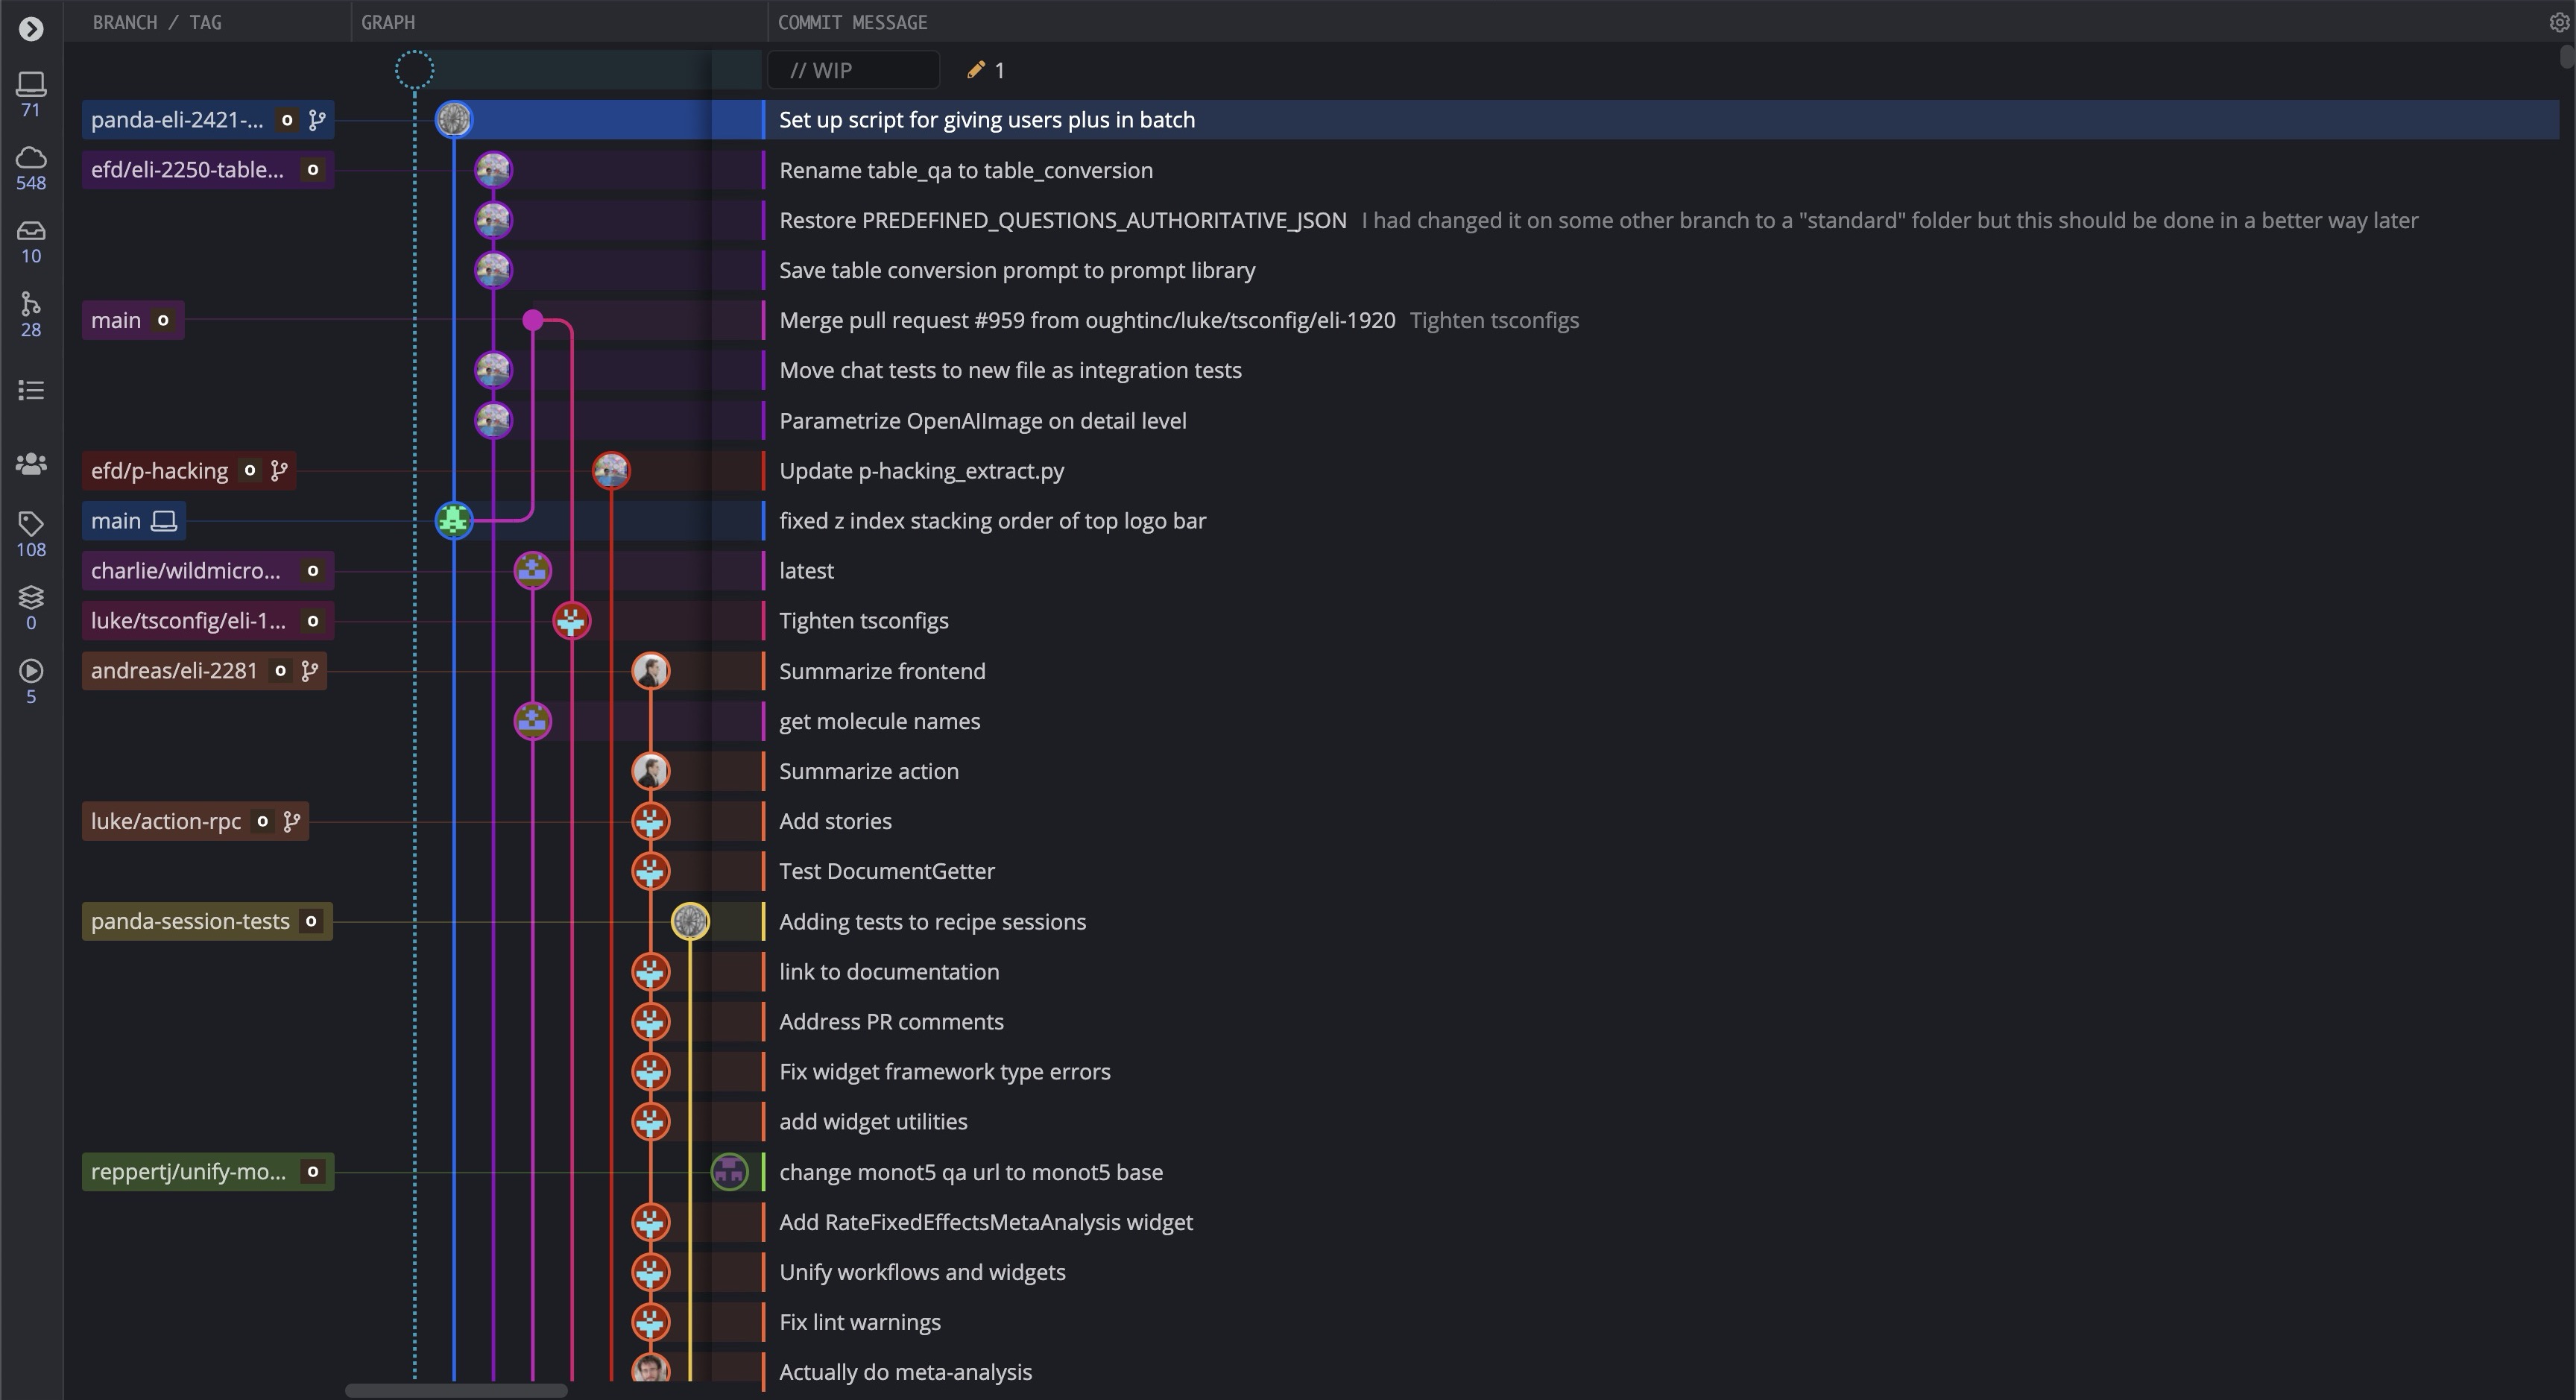 BRANCH / TAG GRAPH COMMIT MESSAGE
// WIP 1
panda-eli-2421-... o Set up script for giving users plus in batch
efd/eli-2250-table... o Rename table_qa to table_conversion
Restore PREDEFINED_QUESTIONS_AUTHORITATIVE_JSON I had changed it on some other branch to a "standard" folder but this should be done in a better way later
Save table conversion prompt to prompt library
main o Merge pull request #959 from oughtinc/luke/tsconfig/eli-1920 Tighten tsconfigs
Move chat tests to new file as integration tests
Parametrize OpenAIImage on detail level
efd/p-hacking o Update p-hacking_extract.py
main fixed z index stacking order of top logo bar
charlie/wildmicro... o latest
luke/tsconfig/eli-1... o Tighten tsconfigs
andreas/eli-2281 o Summarize frontend
get molecule names
Summarize action
luke/action-rpc o Add stories
Test DocumentGetter
panda-session-tests o Adding tests to recipe sessions
link to documentation
Address PR comments
Fix widget framework type errors
add widget utilities
reppertj/unify-mo... o change monot5 qa url to monot5 base
Add RateFixedEffectsMetaAnalysis widget
Unify workflows and widgets
Fix lint warnings
Actually do meta-analysis
71
548
10
28
108
0
5